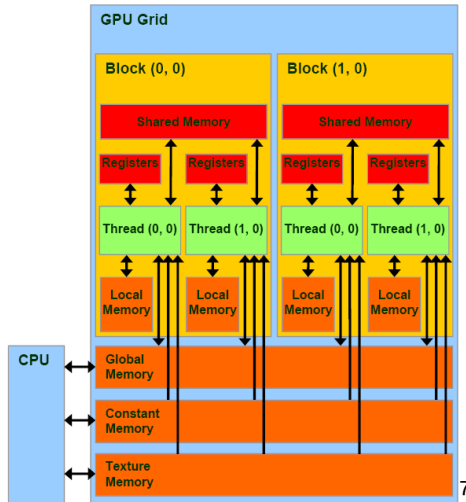 GPU Grid
Block (0, 0)
Block (1, 0)
Shared Memory
Shared Memory
Registers
Registers
Registers
Registers
Thread (0, 0)
Thread (1, 0)
Thread (0, 0)
Thread (1, 0)
Local
Memory
Local
Memory
Local
Memory
Local
Memory
CPU
Global
Memory
Constant
Memory
Texture
Memory